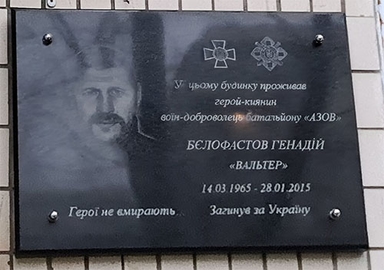 У цьому будинку проживав
герой-киянин
воїн-доброволець батальйону «АЗОВ»
БЄЛОФАСТОВ ГЕНАДІЙ
«ВАЛЬТЕР»
14.03.1965 - 28.01.2015
Герої не вмирають... Загинув за Україну